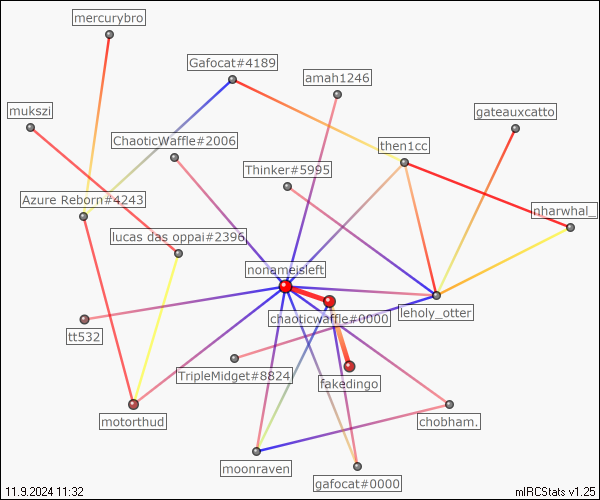 mercurybro
Gafocat#4189
amah1246
mukszi
gateauxcatto
ChaoticWaffle#2006
then1cc
Thinker#5995
Azure Reborn#4243
nharwhal_
lucas das oppai#2396
nonameisleft
chaoticwaffle#0000
leholy_otter
tt532
TripleMidget#8824
fakedingo
motorthud
chobham.
moonraven
gafocat#0000
11.9.2024 11:32
mIRCStats v1.25